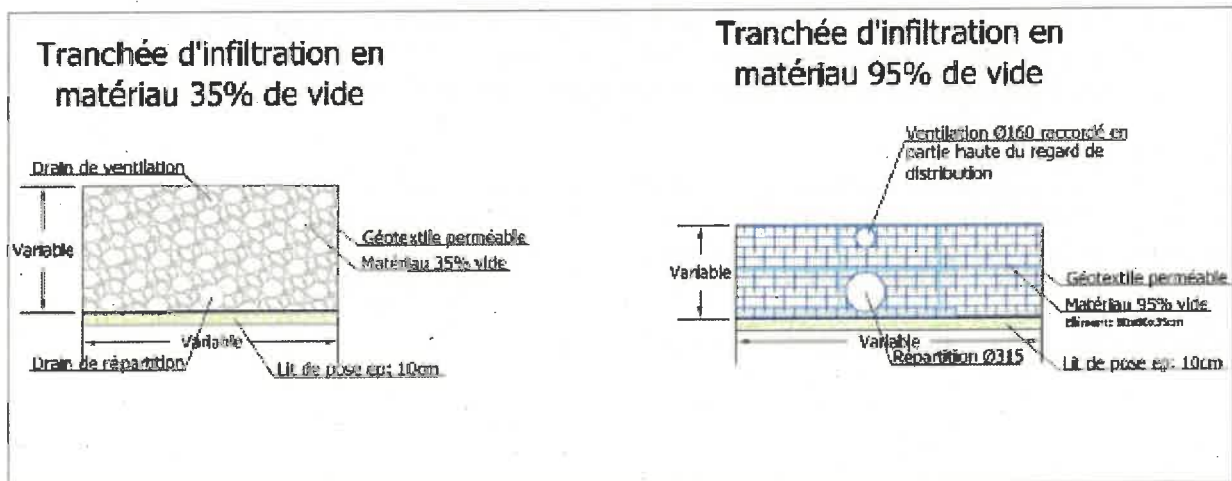 Tranchée d'infiltration en
matériau 35% de vide
Drain de ventilation
Variable
Géotextile perméable
Matériau 35% vide
Variable
Drain de répartition
Lit de pose ep: 10cm
Tranchée d'infiltration en
matériau 95% de vide
Ventilation Ø160 raccordé en
partie haute du regard de
distribution
Variable
Géotextile perméable
Matériau 95% vide
Variable
Répartition Ø315
Lit de pose ep: 10cm